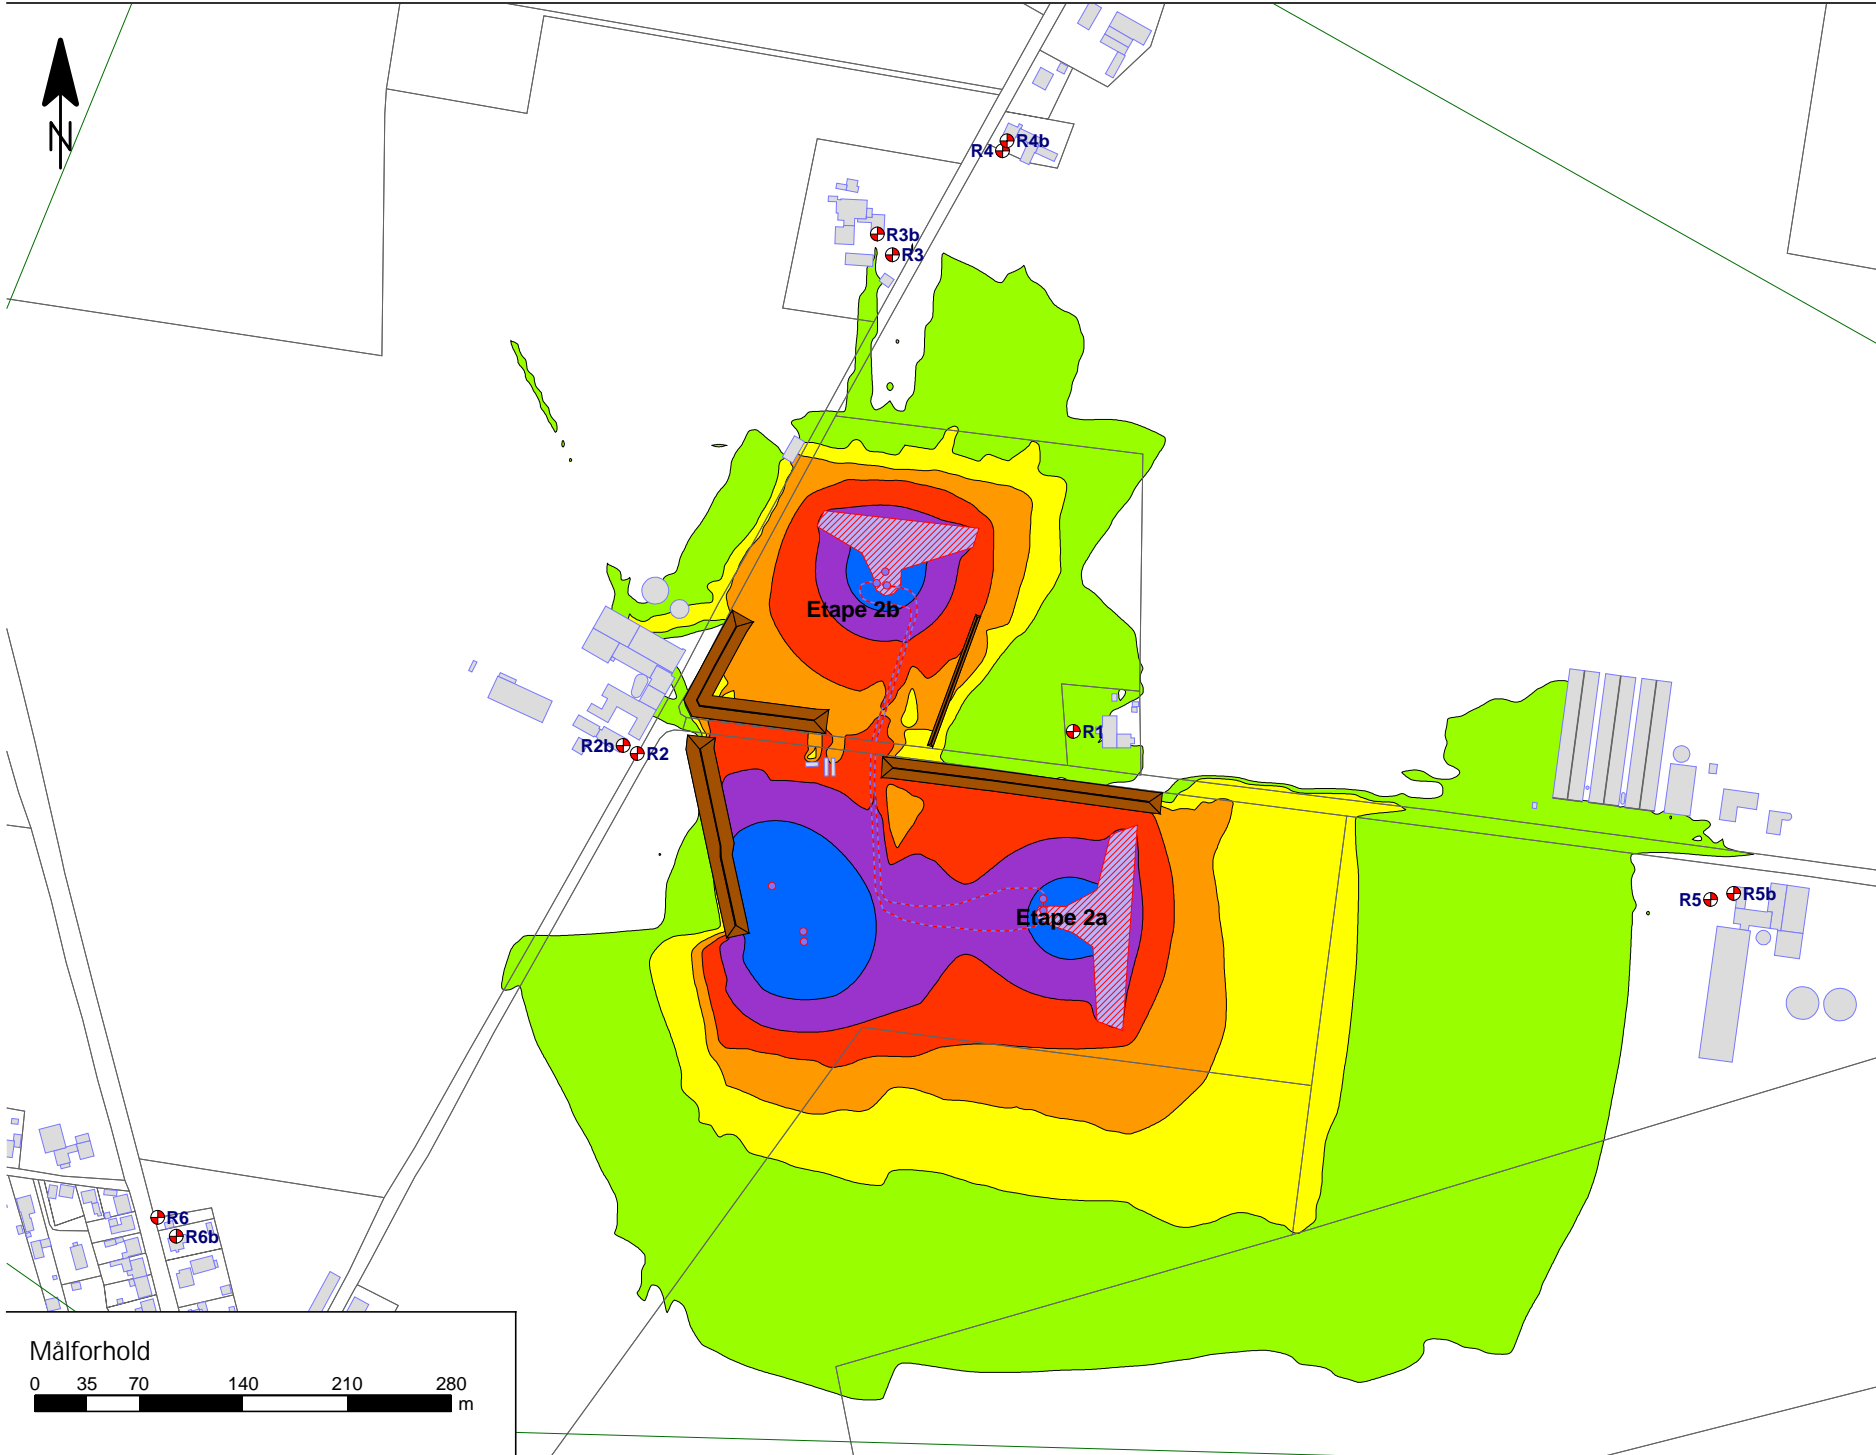 N
R4b
R4
R3b
R3
Etape 2b
R1
R2b
R2
R5
R5b
Etape 2a
R6
R6b
Målforhold
0 35 70 140 210 280
m